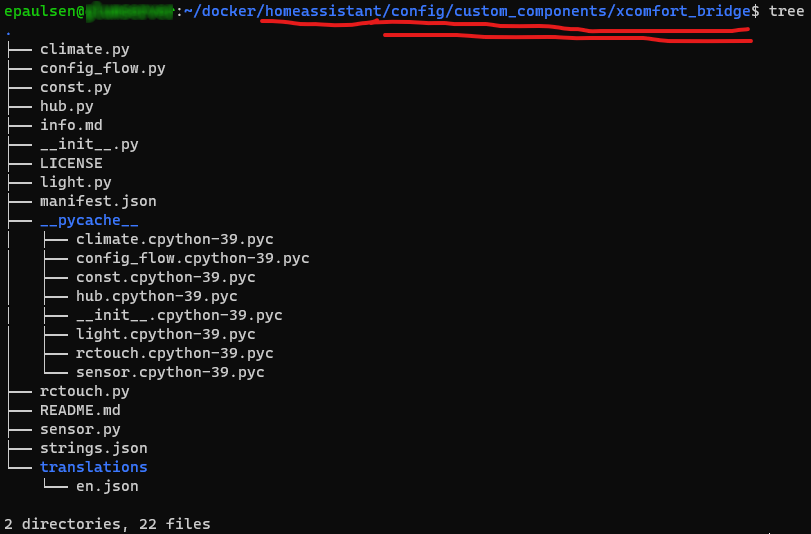 epaulsen@:~/docker/homeassistant/config/custom_components/xcomfort_bridge$ tree
.
├── climate.py
├── config_flow.py
├── const.py
├── hub.py
├── info.md
├── __init__.py
├── LICENSE
├── light.py
├── manifest.json
├── __pycache__
│   ├── climate.cpython-39.pyc
│   ├── config_flow.cpython-39.pyc
│   ├── const.cpython-39.pyc
│   ├── hub.cpython-39.pyc
│   ├── __init__.cpython-39.pyc
│   ├── light.cpython-39.pyc
│   ├── rctouch.cpython-39.pyc
│   └── sensor.cpython-39.pyc
├── rctouch.py
├── README.md
├── sensor.py
├── strings.json
└── translations
    └── en.json
2 directories, 22 files